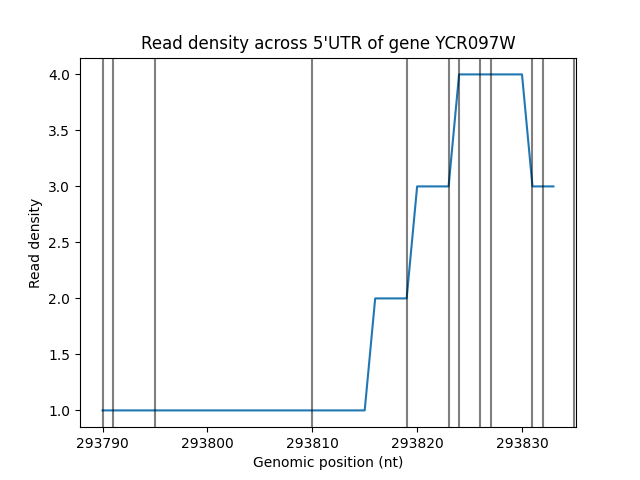 Read density across 5'UTR of gene YCR097W
4.0
3.5
3.0
2.5
2.0
1.5
1.0
Read density
293790 293800 293810 293820 293830
Genomic position (nt)